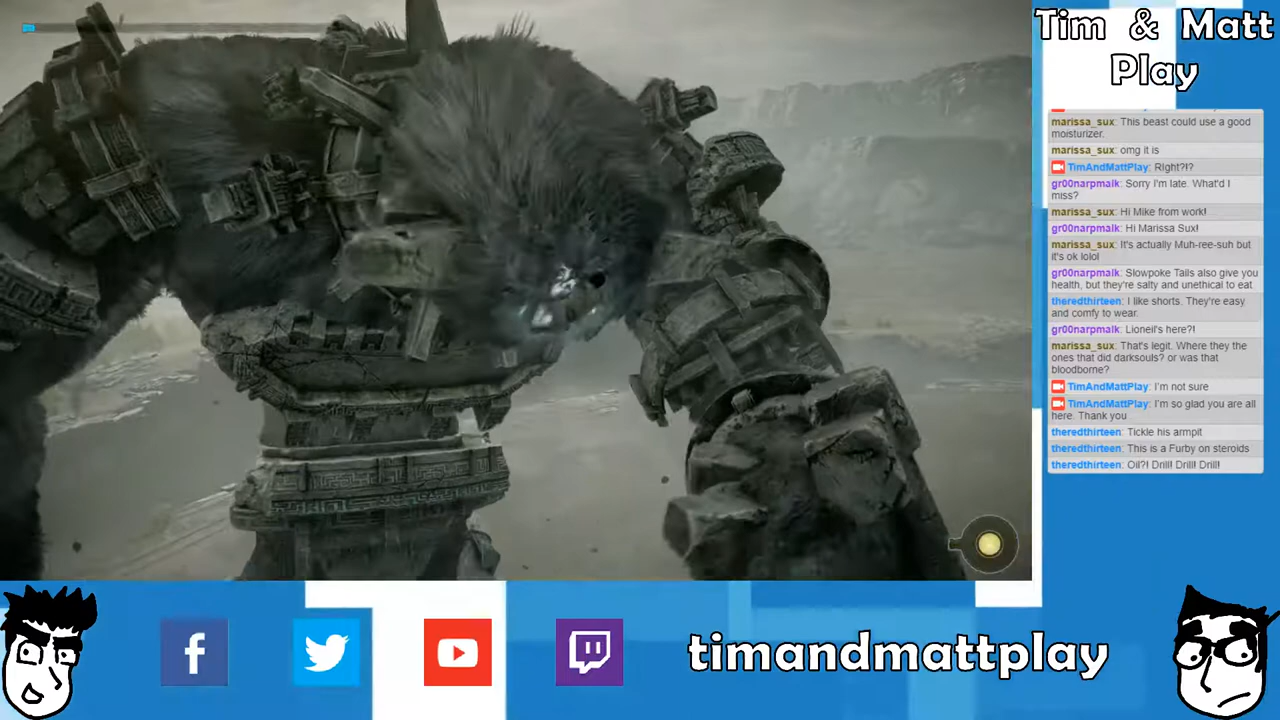 Tim & Matt
Play
marissa_sux: This beast could use a good
moisturizer.
marissa_sux: omg it is
TimAndMattPlay: RIght?!?
gr00narpmalk: Sorry I'm late. What'd I
miss?
marissa_sux: Hi Mike from work!
gr00narpmalk: Hi Marissa Sux!
marissa_sux: It's actually Muh-ree-suh but
it's ok lolol
gr00narpmalk: Slowpoke Tails also give you
health, but they're salty and unethical to eat
theredthirteen: I like shorts. They're easy
and comfy to wear.
gr00narpmalk: Lioneil's here?!
marissa_sux: That's legit. Where they the
ones that did darksouls? or was that
bloodborne?
TimAndMattPlay: I'm not sure
TimAndMattPlay: I'm so glad you are all
here. Thank you
theredthirteen: Tickle his armpit
theredthirteen: This is a Furby on steroids
theredthirteen: Oil?! Drill! Drill! Drill!
f
timandmattplay